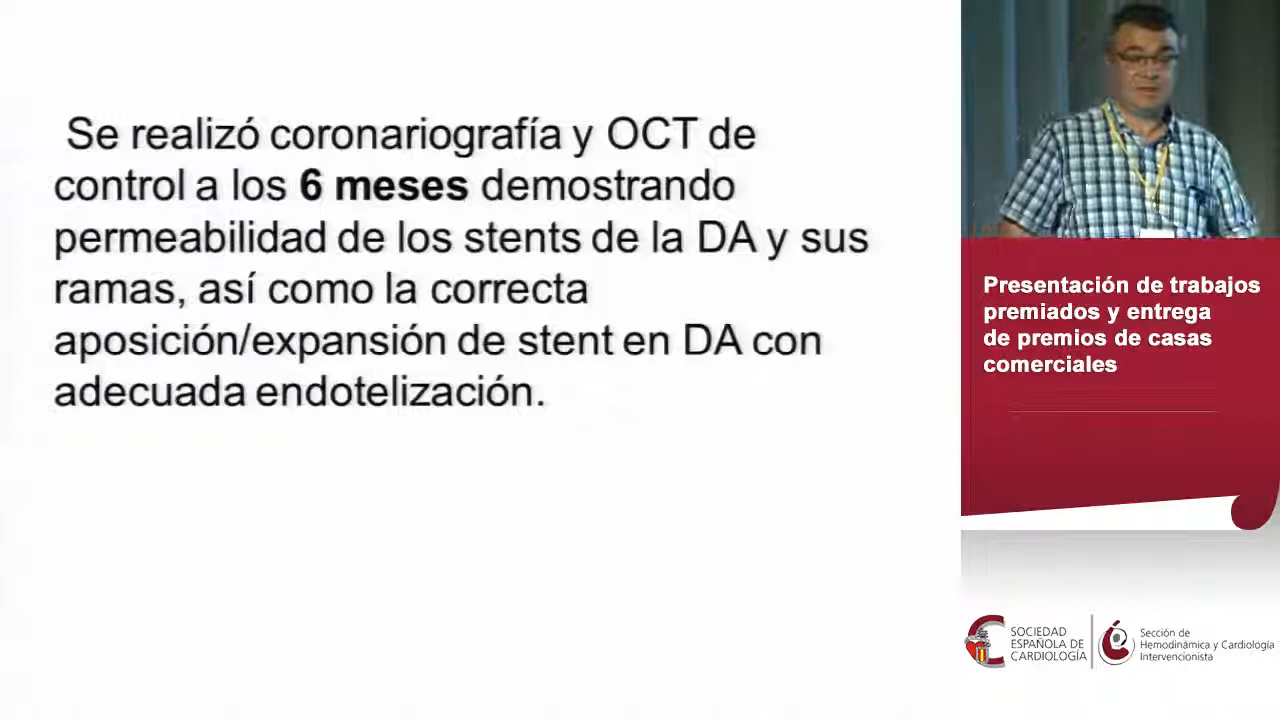 Se realizó coronariografía y OCT de
control a los 6 meses demostrando
permeabilidad de los stents de la DA y sus
ramas, así como la correcta
aposición/expansión de stent en DA con
adecuada endotelización.
Presentación de trabajos
premiados y entrega
de premios de casas
comerciales
SOCIEDAD
ESPAÑOLA DE
CARDIOLOGÍA
Sección de
Hemodinámica y Cardiología
Intervencionista